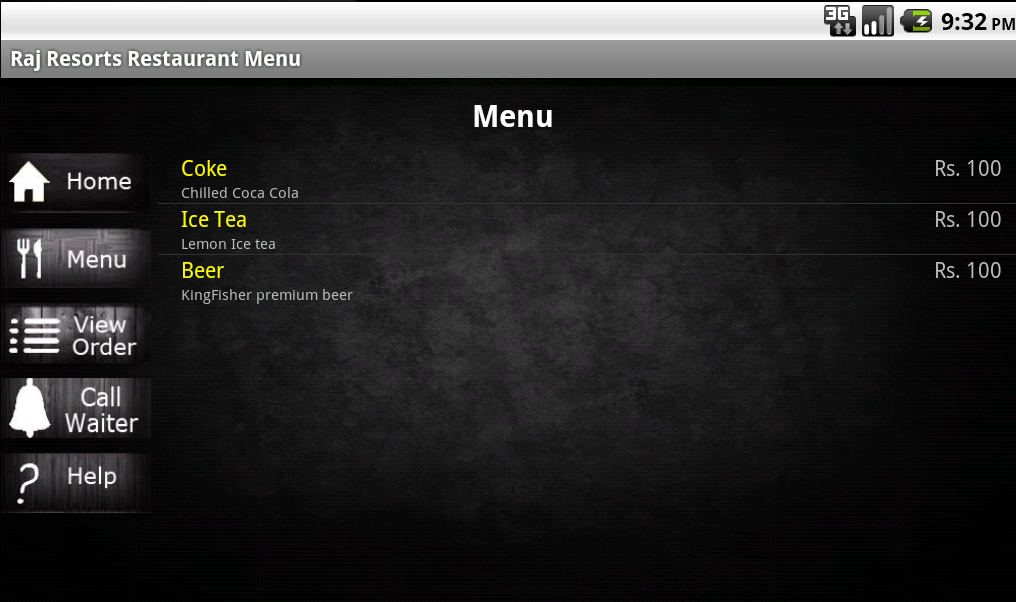 3G
9:32 PM
Raj Resorts Restaurant Menu
Menu
Home
Menu
View
Order
Call
Waiter
Help
Coke
Rs. 100
Chilled Coca Cola
Ice Tea
Rs. 100
Lemon Ice tea
Beer
Rs. 100
KingFisher premium beer